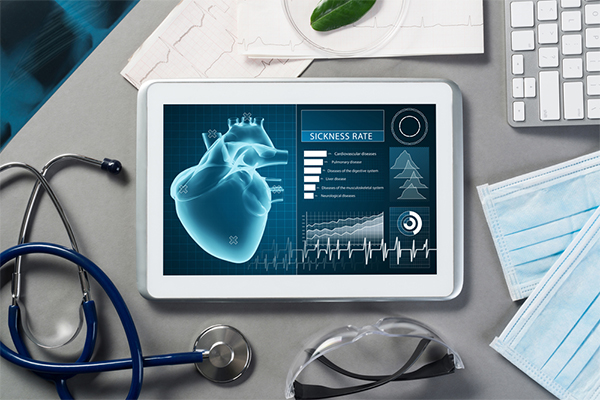 SICKNESS RATE
Cardiovascular diseases
Pulmonary disease
Diseases of the digestive system
Liver disease
Diseases of the musculoskeletal system
Neurological diseases